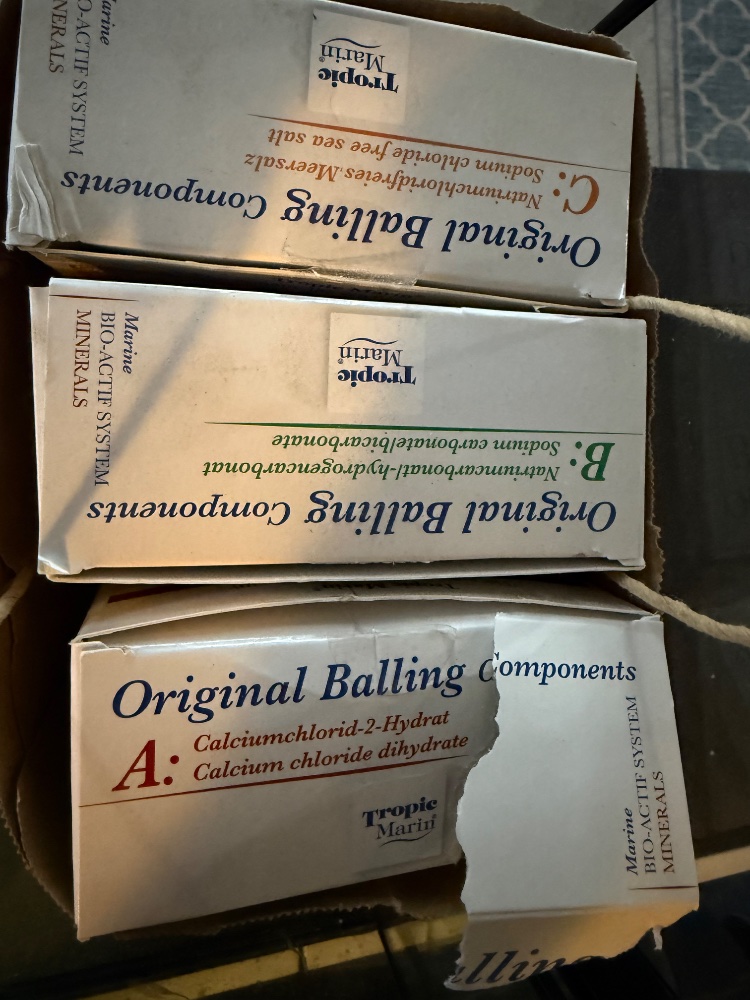 Original Balling Components
C:
Natriumchloridfreies Meersalz
Sodium chloride free sea salt
Tropic
Marin®
Marine
O-ACTIF SYSTEM
MINERALS
Original Balling Components
B:
Natriumcarbonat/-hydrogencarbonat
Sodium carbonate/bicarbonate
Tropic
Marin®
Marine
BIO-ACTIF SYSTEM
MINERALS
Original Balling Components
A:
Calciumchlorid-2-Hydrat
Calcium chloride dihydrate
Tropic
Marin®
Marine
BIO-ACTIF SYSTEM
MINERALS
alling